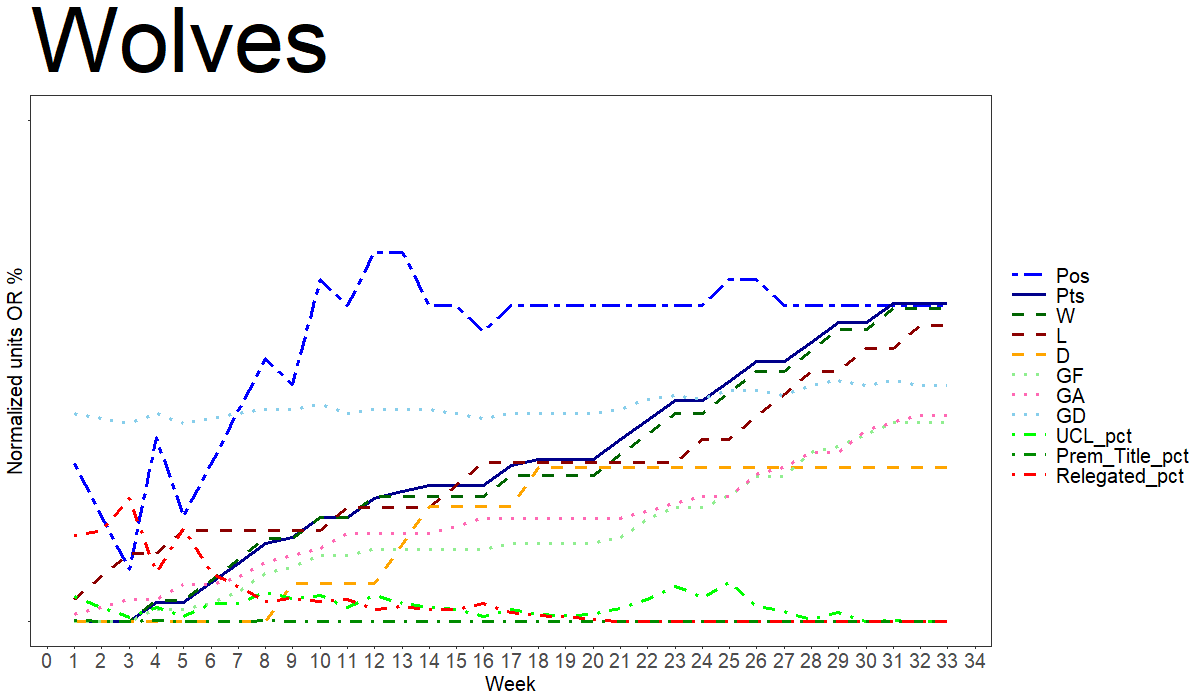 Wolves
Normalized units OR %
0 1 2 3 4 5 6 7 8 9 10 11 12 13 14 15 16 17 18 19 20 21 22 23 24 25 26 27 28 29 30 31 32 33 34
Week
Pos
Pts
W
L
D
GF
GA
GD
UCL_pct
Prem_Title_pct
Relegated_pct